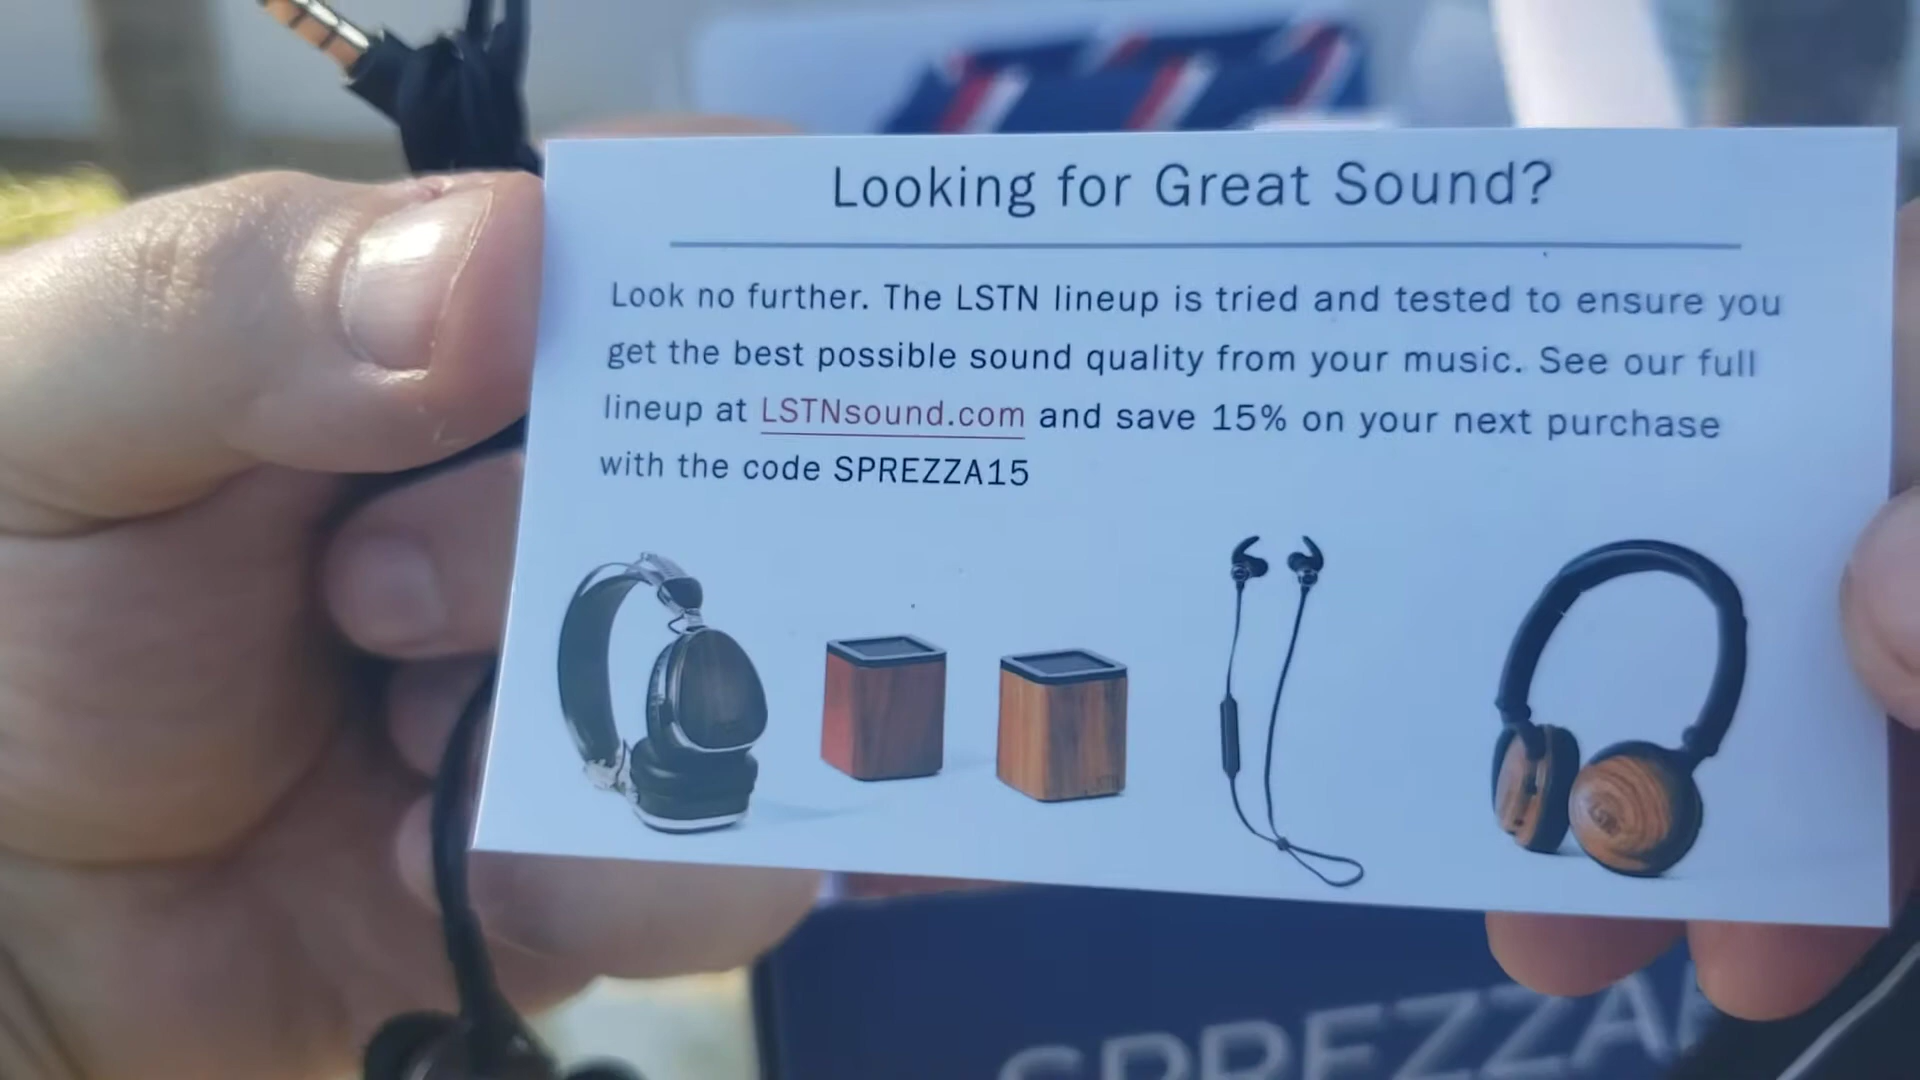 Looking for Great Sound?
Look no further. The LSTN lineup is tried and tested to ensure you
get the best possible sound quality from your music. See our full
lineup at LSTNsound.com and save 15% on your next purchase
with the code SPREZZA15
SPREZZA